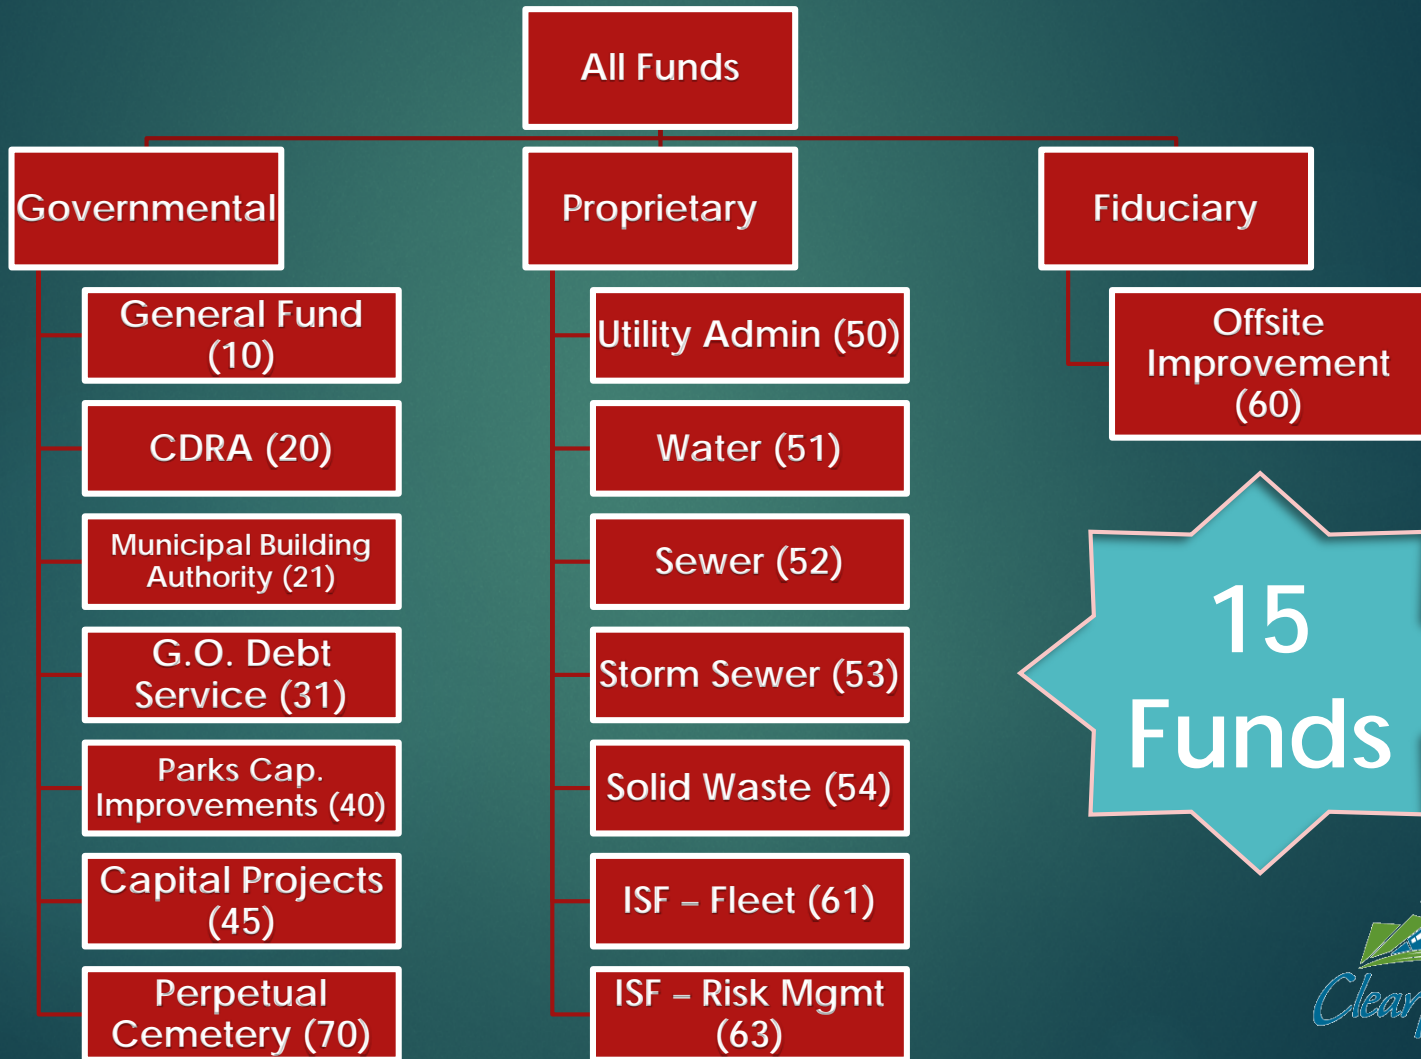 All Funds
Governmental
General Fund
(10)
CDRA (20)
Municipal Building
Authority (21)
G.O. Debt
Service (31)
Parks Cap.
Improvements (40)
Capital Projects
(45)
Perpetual
Cemetery (70)
Proprietary
Utility Admin (50)
Water (51)
Sewer (52)
Storm Sewer (53)
Solid Waste (54)
ISF – Fleet (61)
ISF – Risk Mgmt
(63)
Fiduciary
Offsite
Improvement
(60)
15
Funds